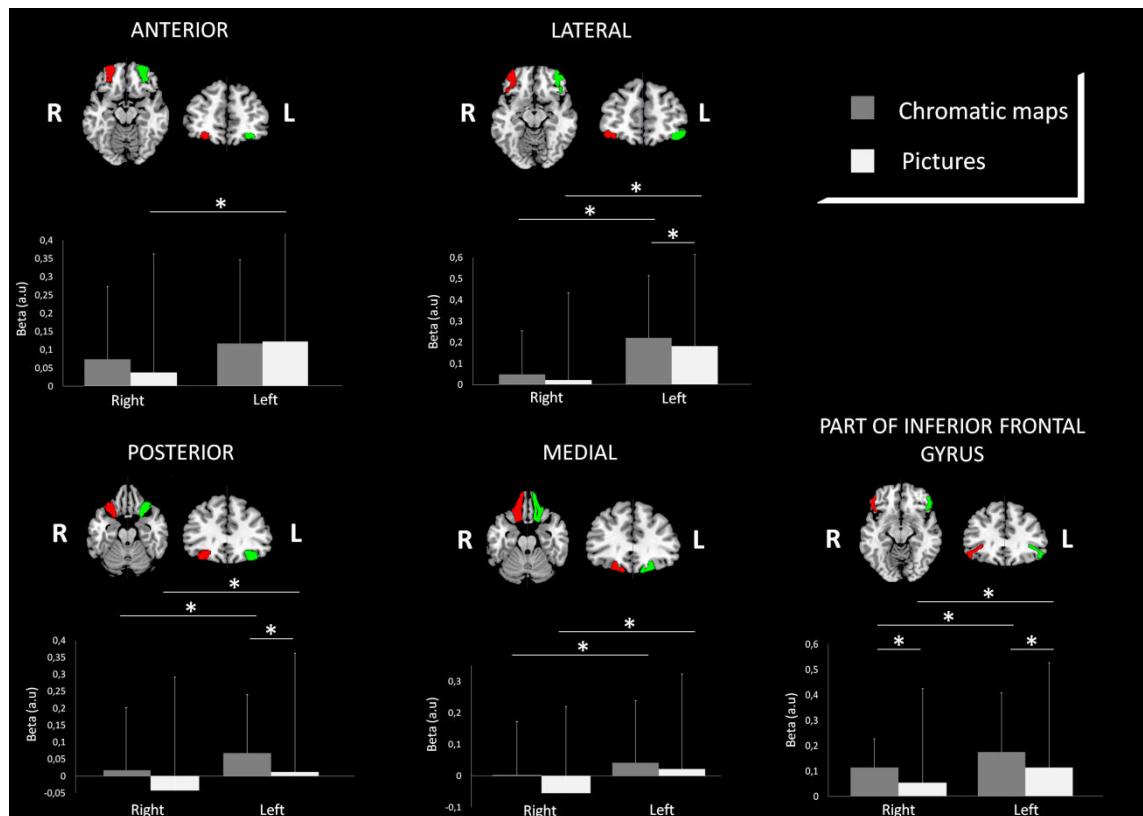 ANTERIOR
R
L
*
0,4
0,35
0,3
0,25
0,2
0,15
0,1
0,05
0
Beta (a.u)
Right
Left
LATERAL
R
L
*
*
*
0,6
0,5
0,4
0,3
0,2
0,1
0
Beta (a.u)
Right
Left
Chromatic maps
Pictures
POSTERIOR
R
L
*
*
*
0,4
0,35
0,3
0,25
0,2
0,15
0,1
0,05
0
-0,05
Beta (a.u)
Right
Left
MEDIAL
R
L
*
*
0,3
0,2
0,1
0
-0,1
Beta (a.u)
Right
Left
PART OF INFERIOR FRONTAL
GYRUS
R
L
*
*
*
*
0,6
0,5
0,4
0,3
0,2
0,1
0
Beta (a.u)
Right
Left